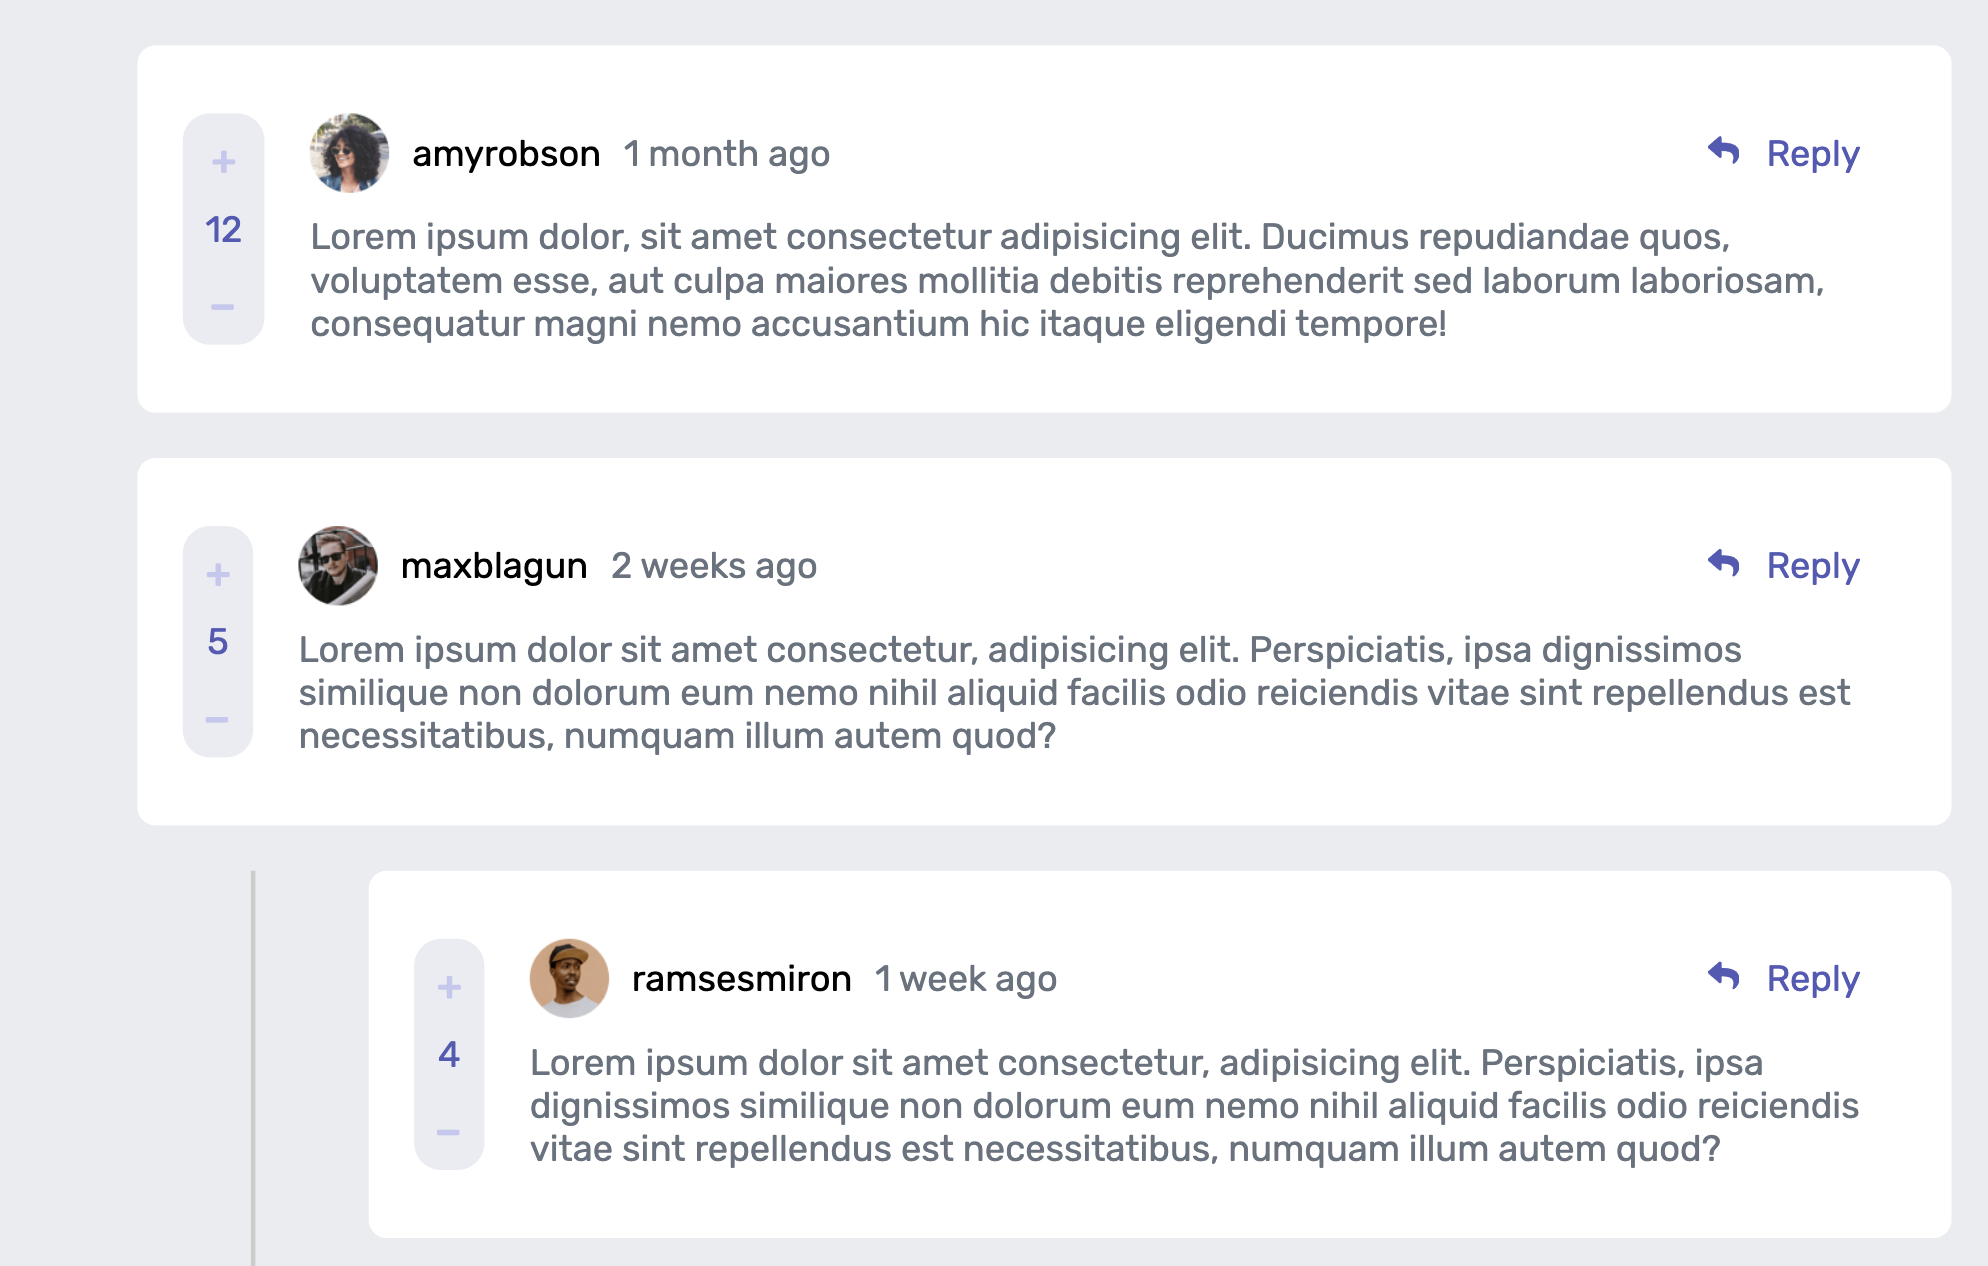 amyrobson 1 month ago Reply
+
12
−
Lorem ipsum dolor, sit amet consectetur adipisicing elit. Ducimus repudiandae quos,
voluptatem esse, aut culpa maiores mollitia debitis reprehenderit sed laborum laboriosam,
consequatur magni nemo accusantium hic itaque eligendi tempore!
maxblagun 2 weeks ago Reply
+
5
−
Lorem ipsum dolor sit amet consectetur, adipisicing elit. Perspiciatis, ipsa dignissimos
similique non dolorum eum nemo nihil aliquid facilis odio reiciendis vitae sint repellendus est
necessitatibus, numquam illum autem quod?
ramsesmiron 1 week ago Reply
+
4
−
Lorem ipsum dolor sit amet consectetur, adipisicing elit. Perspiciatis, ipsa
dignissimos similique non dolorum eum nemo nihil aliquid facilis odio reiciendis
vitae sint repellendus est necessitatibus, numquam illum autem quod?